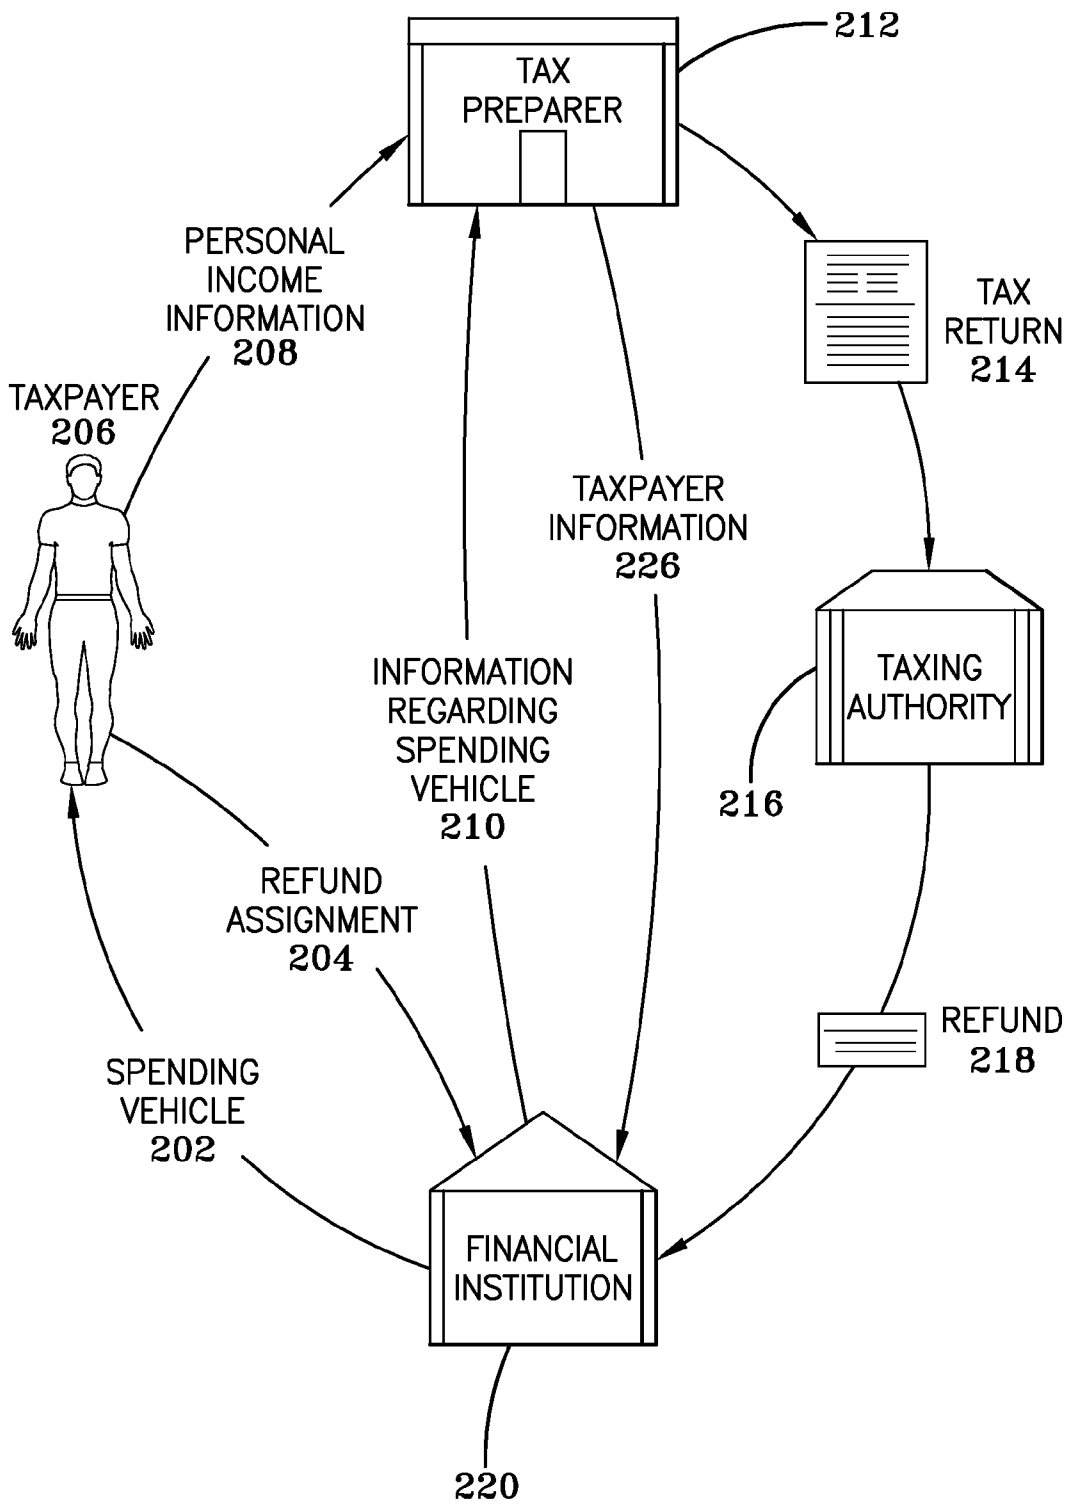 212
TAX
PREPARER
PERSONAL
INCOME
INFORMATION
208
TAX
RETURN
214
TAXPAYER
206
TAXPAYER
INFORMATION
226
INFORMATION
REGARDING
SPENDING
VEHICLE
210
TAXING
AUTHORITY
216
REFUND
ASSIGNMENT
204
REFUND
218
SPENDING
VEHICLE
202
FINANCIAL
INSTITUTION
220